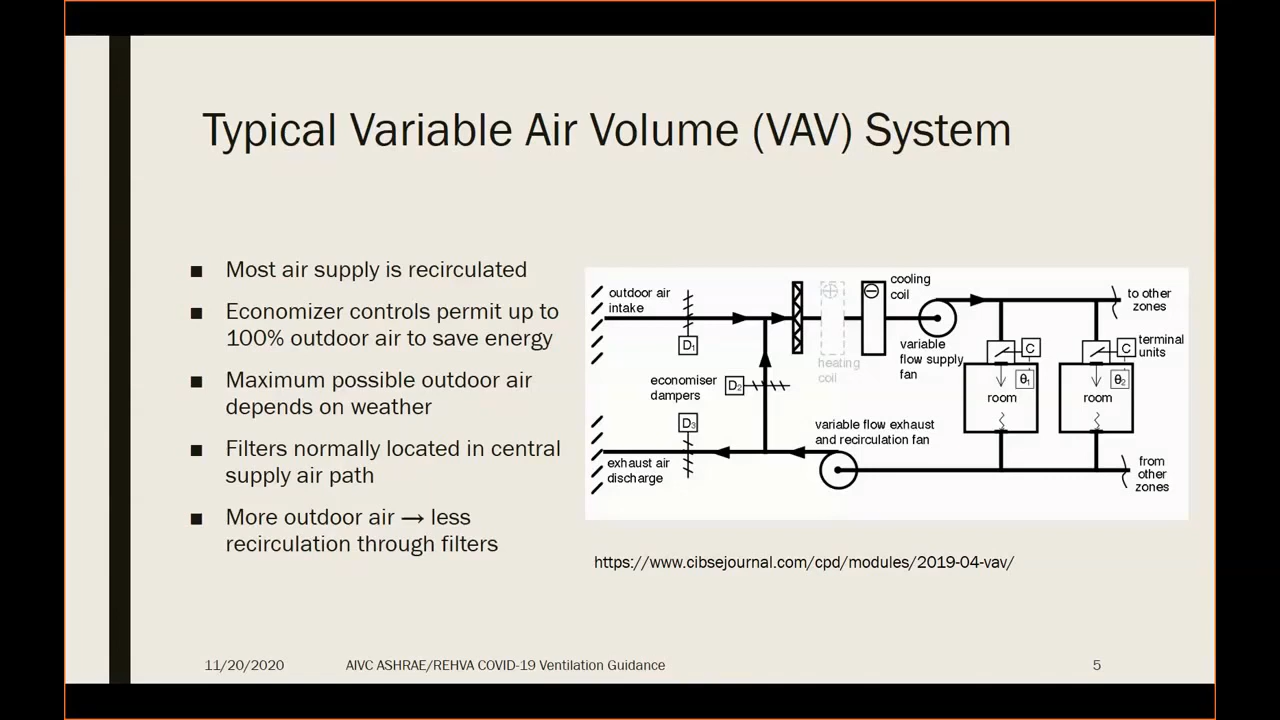 Typical Variable Air Volume (VAV) System
■ Most air supply is recirculated
■ Economizer controls permit up to
100% outdoor air to save energy
■ Maximum possible outdoor air
depends on weather
■ Filters normally located in central
supply air path
■ More outdoor air → less
recirculation through filters
outdoor air
intake
D1
economiser
dampers
D2
D3
exhaust air
discharge
heating
coil
cooling
coil
variable
flow supply
fan
variable flow exhaust
and recirculation fan
to other
zones
terminal
units
C
θ1
room
C
θ2
room
from
other
zones
https://www.cibsejournal.com/cpd/modules/2019-04-vav/
11/20/2020
AIVC ASHRAE/REHVA COVID-19 Ventilation Guidance
5